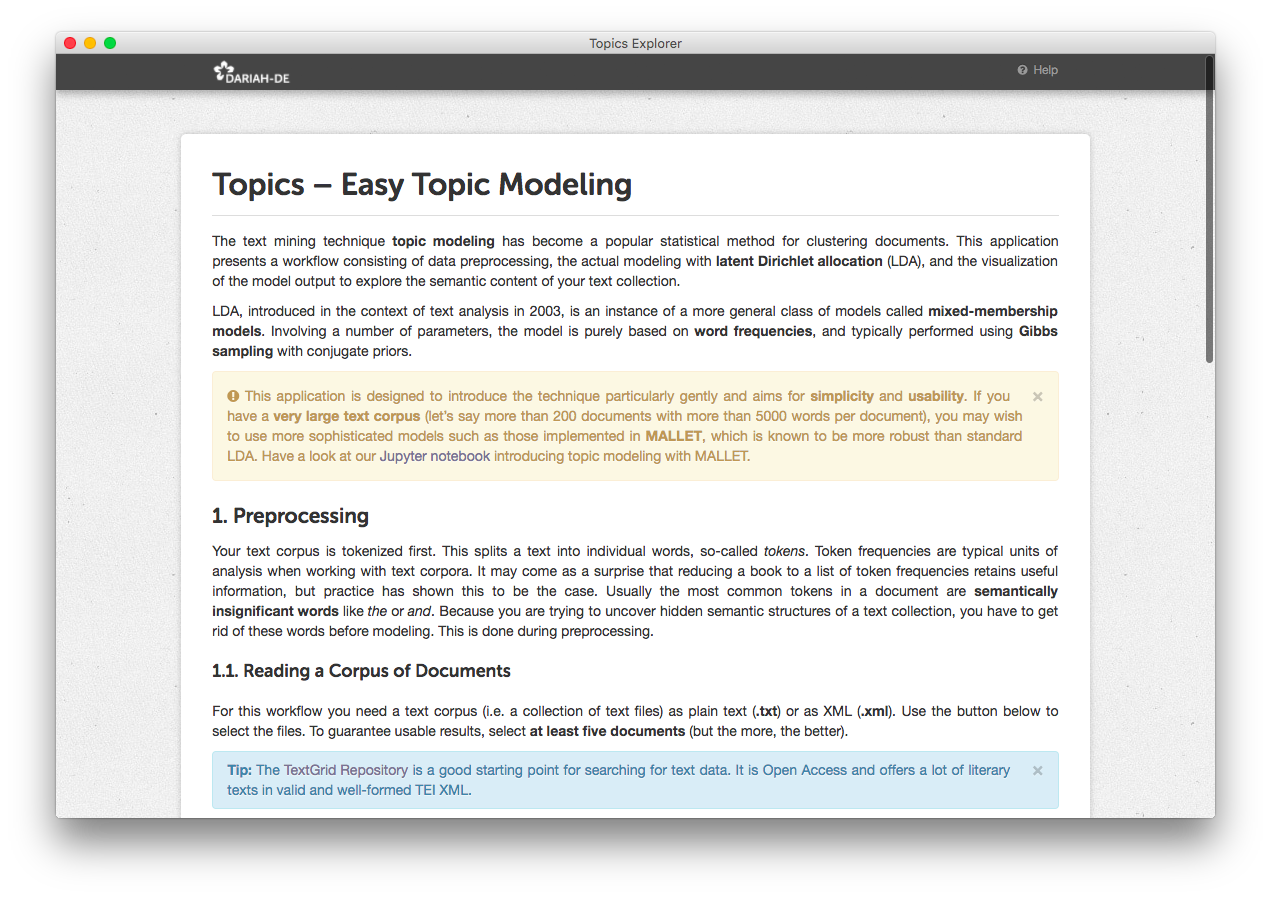 Topics Explorer
DARIAH-DE
Help
Topics – Easy Topic Modeling
The text mining technique topic modeling has become a popular statistical method for clustering documents. This application
presents a workflow consisting of data preprocessing, the actual modeling with latent Dirichlet allocation (LDA), and the visualization
of the model output to explore the semantic content of your text collection.
LDA, introduced in the context of text analysis in 2003, is an instance of a more general class of models called mixed-membership
models. Involving a number of parameters, the model is purely based on word frequencies, and typically performed using Gibbs
sampling with conjugate priors.
This application is designed to introduce the technique particularly gently and aims for simplicity and usability. If you
have a very large text corpus (let's say more than 200 documents with more than 5000 words per document), you may wish
to use more sophisticated models such as those implemented in MALLET, which is known to be more robust than standard
LDA. Have a look at our Jupyter notebook introducing topic modeling with MALLET.
1. Preprocessing
Your text corpus is tokenized first. This splits a text into individual words, so-called tokens. Token frequencies are typical units of
analysis when working with text corpora. It may come as a surprise that reducing a book to a list of token frequencies retains useful
information, but practice has shown this to be the case. Usually the most common tokens in a document are semantically
insignificant words like the or and. Because you are trying to uncover hidden semantic structures of a text collection, you have to get
rid of these words before modeling. This is done during preprocessing.
1.1. Reading a Corpus of Documents
For this workflow you need a text corpus (i.e. a collection of text files) as plain text (.txt) or as XML (.xml). Use the button below to
select the files. To guarantee usable results, select at least five documents (but the more, the better).
Tip: The TextGrid Repository is a good starting point for searching for text data. It is Open Access and offers a lot of literary
texts in valid and well-formed TEI XML.